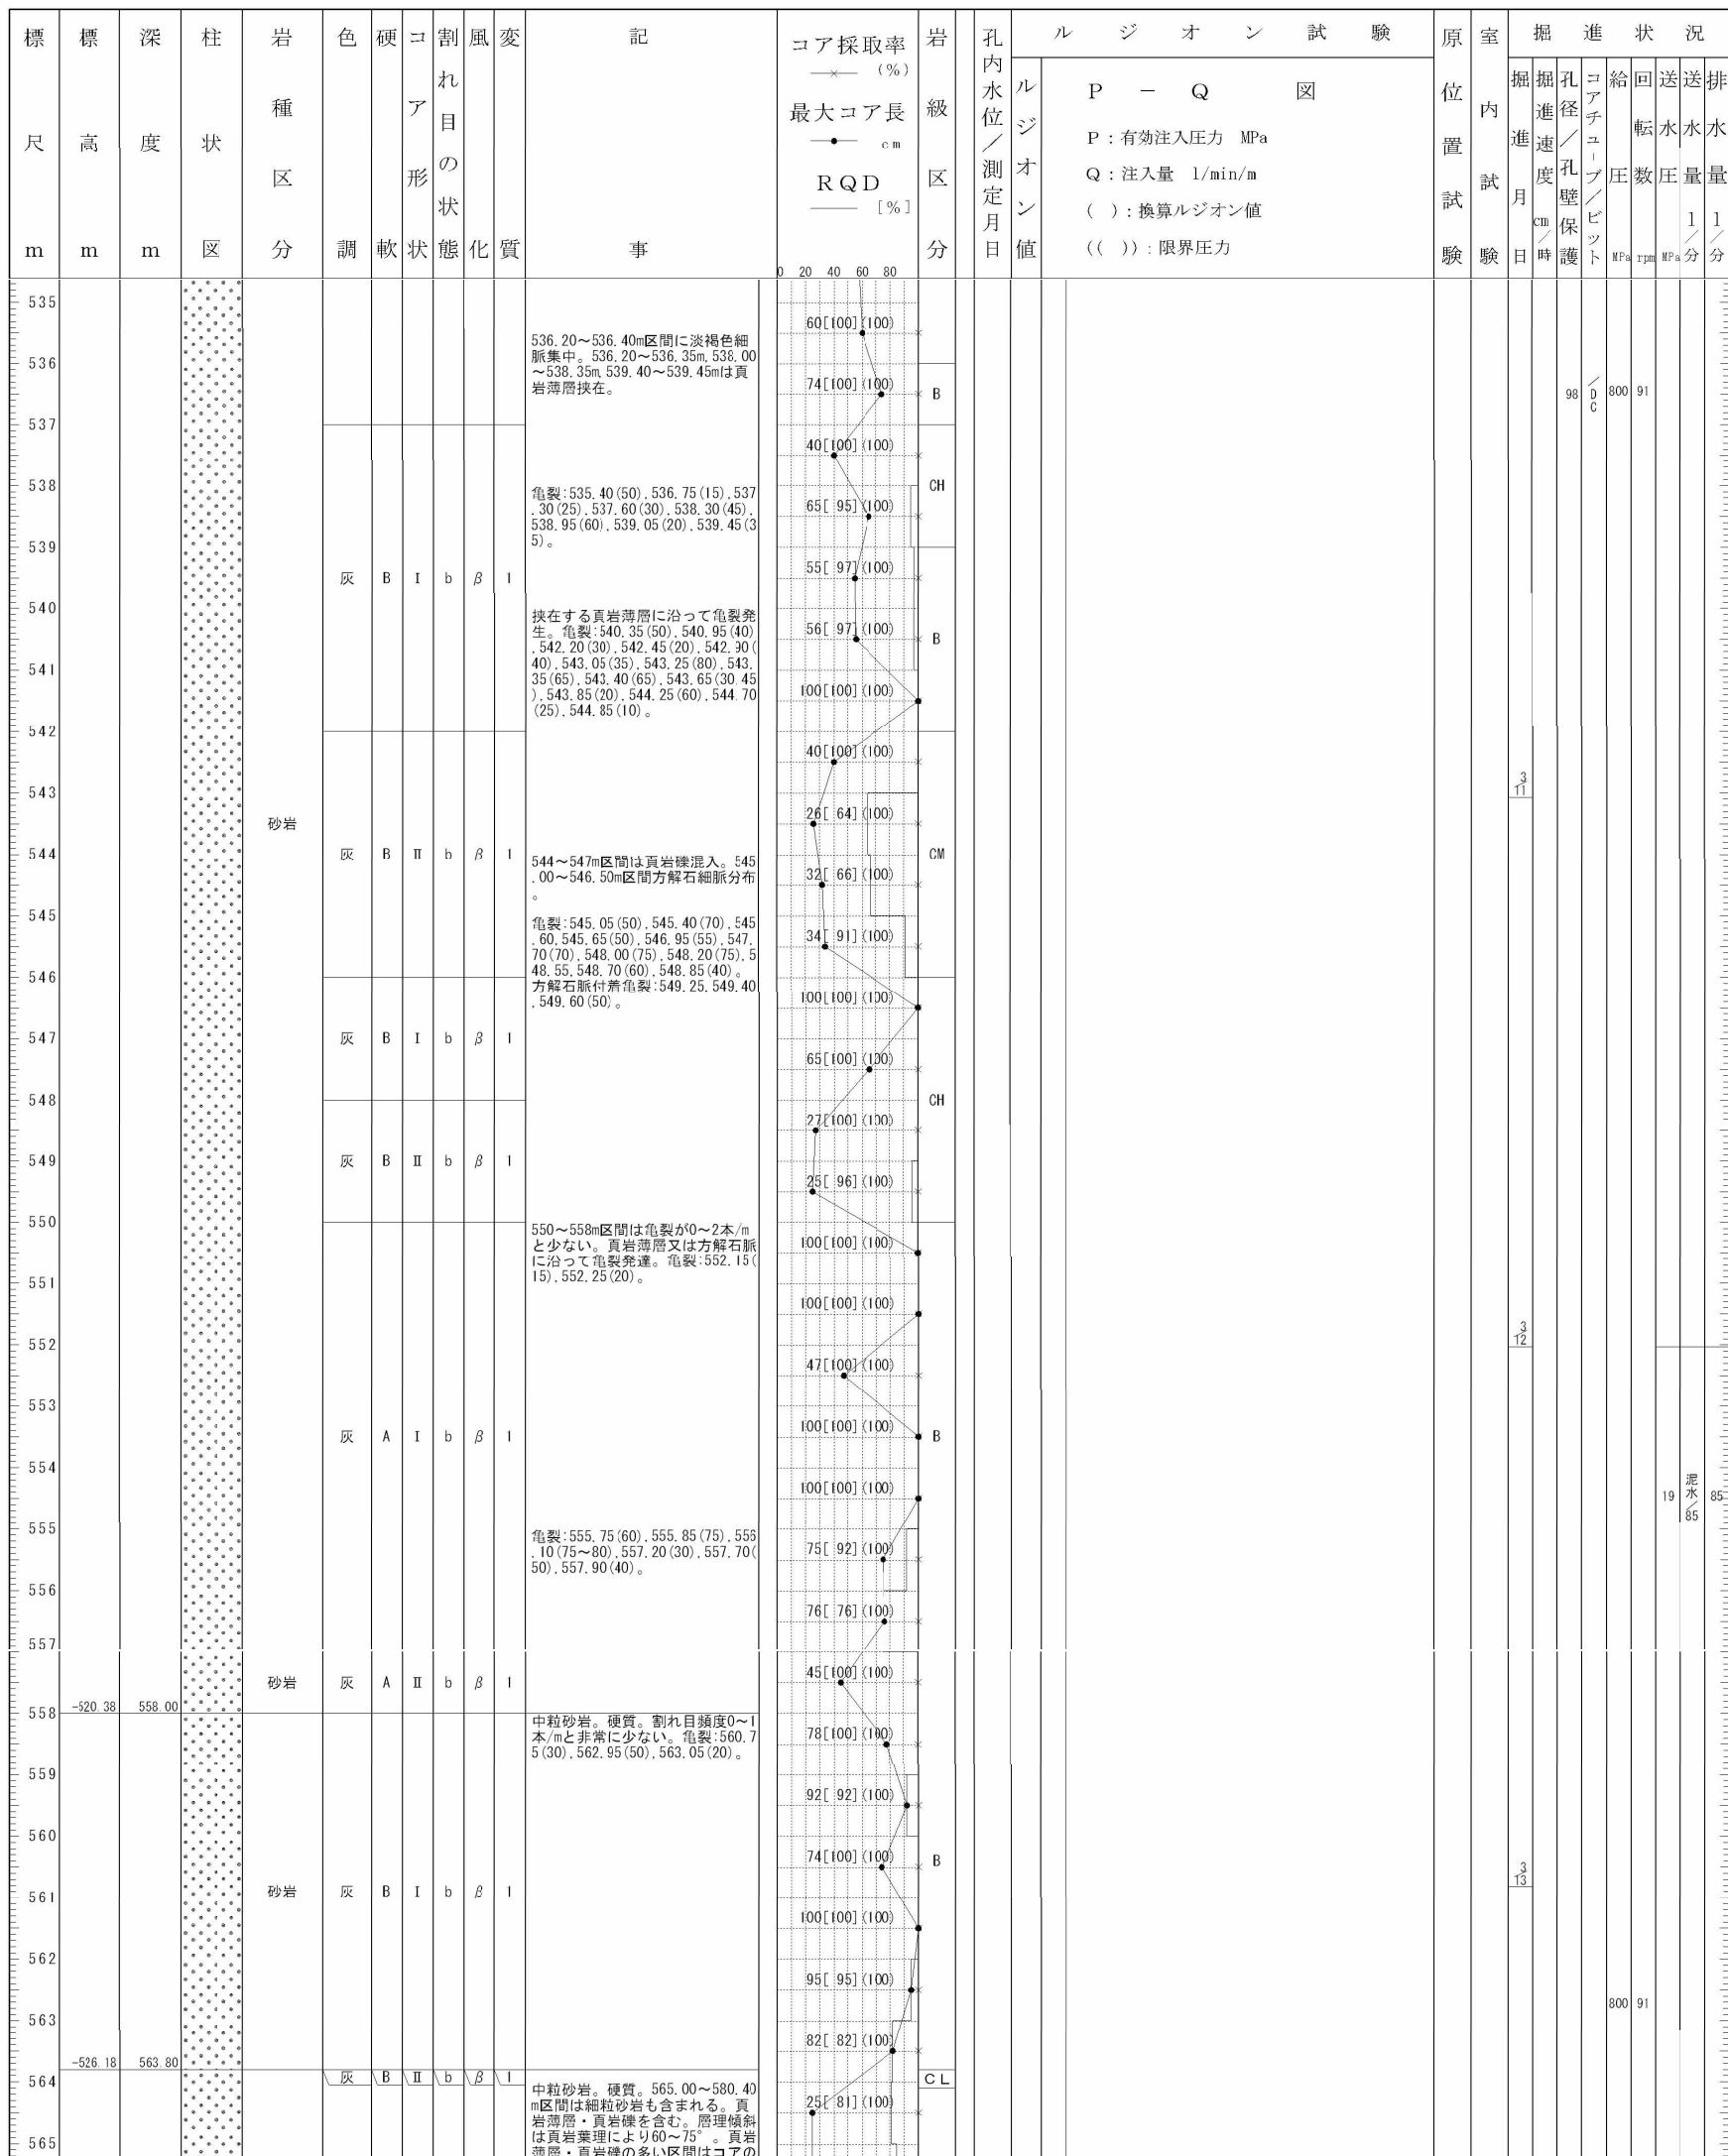 標尺m
標高m
深度m
柱状図
岩種区分
色調
硬軟
コア形状
割れ目の状態
風化
変質
記事
コア採取率
(%)
最大コア長
cm
RQD
[%]
0 20 40 60 80
岩級区分
孔内水位／測定月日
ルジオン試験
ルジオン値
P － Q 図
P：有効注入圧力 MPa
Q：注入量 l/min/m
( )：換算ルジオン値
(( ))：限界圧力
原位置試験
室内試験
掘進状況
掘進月日
掘進速度 cm／時
孔径／孔壁保護
コアチューブ／ビット
給圧 MPa
回転数 rpm
送水圧 MPa
送水量 l／分
排水量 l／分
535
60[100](100)
536.20～536.40m区間に淡褐色細
脈集中。536.20～536.35m,538.00
～538.35m,539.40～539.45mは頁
岩薄層挟在。
536
74[100](100)
B
98
／DC
800 91
537
40[100](100)
538
CH
亀裂:535.40(50),536.75(15),537
.30(25),537.60(30),538.30(45),
538.95(60),539.05(20),539.45(3
5)。
65[ 95](100)
539
55[ 97](100)
灰 B Ⅰ b β 1
540
挟在する頁岩薄層に沿って亀裂発
生。亀裂:540.35(50),540.95(40)
,542.20(30),542.45(20),542.90(
40),543.05(35),543.25(80),543.
35(65),543.40(65),543.65(30.45
),543.85(20),544.25(60),544.70
(25),544.85(10)。
56[ 97](100)
B
541
100[100](100)
542
40[100](100)
3/11
543
26[ 64](100)
砂岩
544
灰 B Ⅱ b β 1
CM
544～547m区間は頁岩礫混入。545
.00～546.50m区間方解石細脈分布
。
32[ 66](100)
545
亀裂:545.05(50),545.40(70),545
.60,545.65(50),546.95(55),547.
70(70),548.00(75),548.20(75),5
48.55,548.70(60),548.85(40)。
方解石脈付着亀裂:549.25,549.40
,549.60(50)。
34[ 91](100)
546
100[100](100)
547
灰 B Ⅰ b β 1
65[100](100)
548
CH
27[100](100)
549
灰 B Ⅱ b β 1
25[ 96](100)
550
550～558m区間は亀裂が0～2本/m
と少ない。頁岩薄層又は方解石脈
に沿って亀裂発達。亀裂:552.15(
15),552.25(20)。
100[100](100)
551
100[100](100)
3/12
552
47[100](100)
553
100[100](100)
灰 A Ⅰ b β 1
B
554
100[100](100)
19
泥水／85
85
555
亀裂:555.75(60),555.85(75),556
.10(75～80),557.20(30),557.70(
50),557.90(40)。
75[ 92](100)
556
76[ 76](100)
557
45[100](100)
砂岩 灰 A Ⅱ b β 1
-520.38 558.00
558
中粒砂岩。硬質。割れ目頻度0～1
本/mと非常に少ない。亀裂:560.7
5(30),562.95(50),563.05(20)。
78[100](100)
559
92[ 92](100)
560
74[100](100)
B
3/13
561
砂岩 灰 B Ⅰ b β 1
100[100](100)
562
95[ 95](100)
800 91
563
82[ 82](100)
-526.18 563.80
564
灰 B Ⅱ b β 1
CL
中粒砂岩。硬質。565.00～580.40
m区間は細粒砂岩も含まれる。頁
岩薄層・頁岩礫を含む。層理傾斜
は頁岩葉理により60～75°。頁岩
薄層・頁岩礫の多い区間はコアの
25[ 81](100)
565